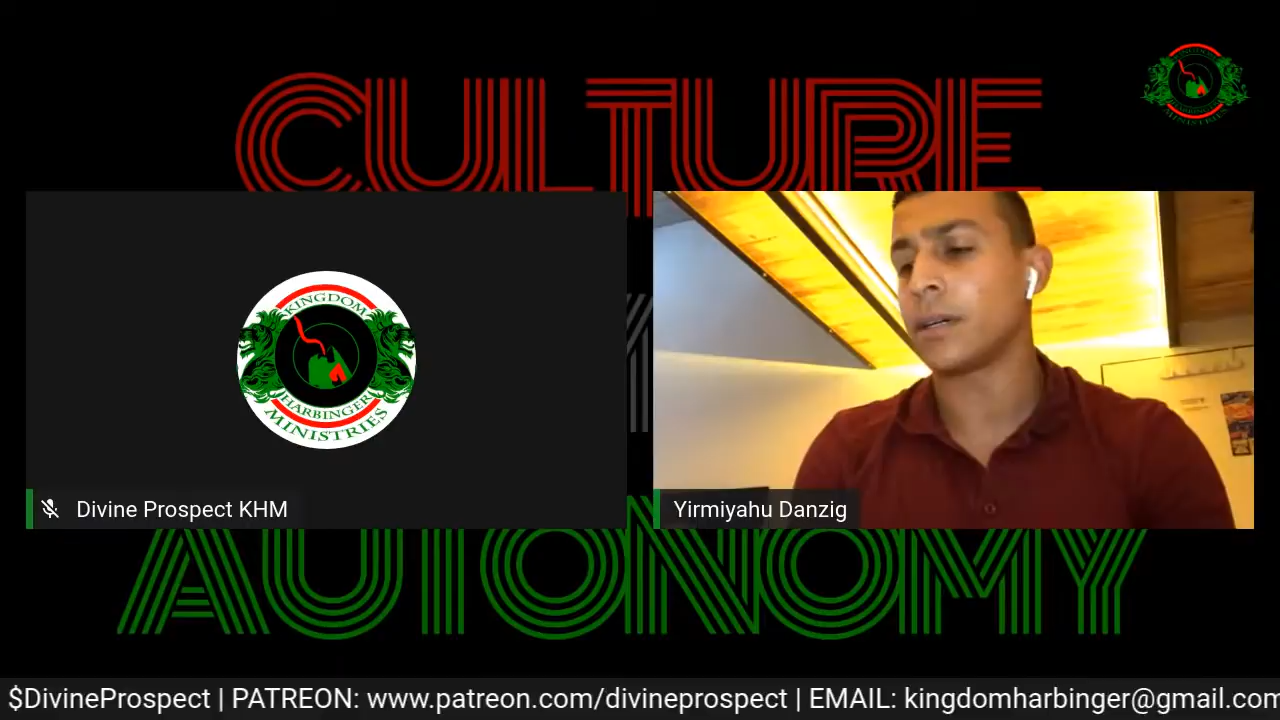 CULTURE
KINGDOM
HARBINGER
MINISTRIES
Divine Prospect KHM
Yirmiyahu Danzig
AUTONOMY
$DivineProspect | PATREON: www.patreon.com/divineprospect | EMAIL: kingdomharbinger@gmail.com